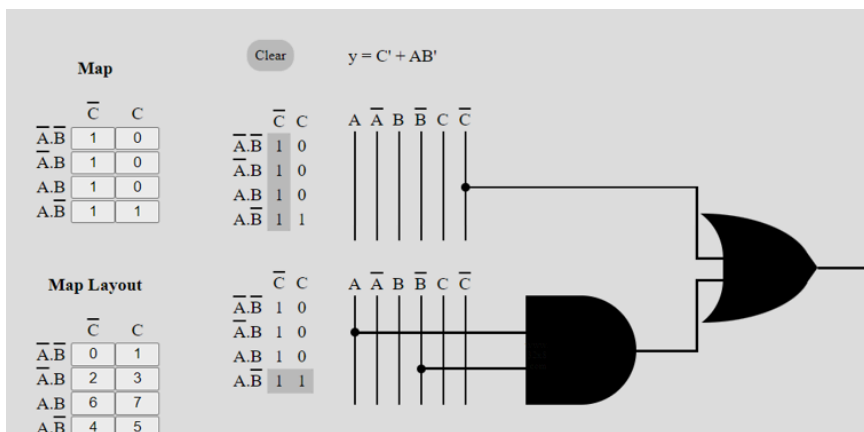 Clear
y = C' + AB'
Map
C̅ C
A̅.B̅ 1 0
A̅.B 1 0
A.B 1 0
A.B̅ 1 1
C̅ C
A̅.B̅ 1 0
A̅.B 1 0
A.B 1 0
A.B̅ 1 1
A A̅ B B̅ C C̅
Map Layout
C̅ C
A̅.B̅ 0 1
A̅.B 2 3
A.B 6 7
A.B̅ 4 5
C̅ C
A̅.B̅ 1 0
A̅.B 1 0
A.B 1 0
A.B̅ 1 1
A A̅ B B̅ C C̅